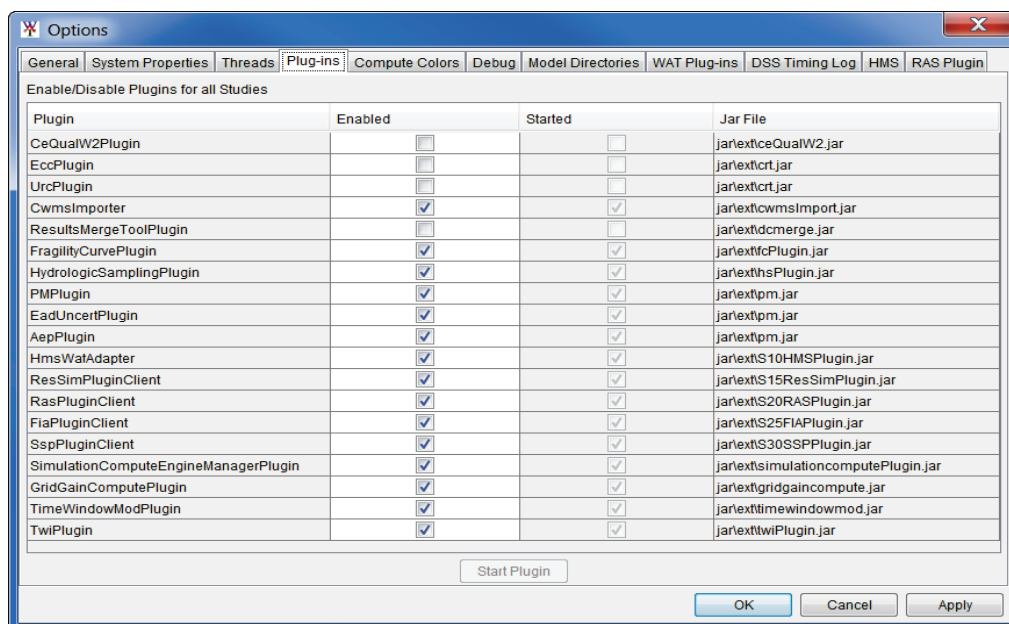 Options
General System Properties Threads Plug-ins Compute Colors Debug Model Directories WAT Plug-ins DSS Timing Log HMS RAS Plugin
Enable/Disable Plugins for all Studies
Plugin Enabled Started Jar File
CeQualW2Plugin jar\ext\ceQualW2.jar
EccPlugin jar\ext\crt.jar
UrcPlugin jar\ext\crt.jar
CwmsImporter jar\ext\cwmsImport.jar
ResultsMergeToolPlugin jar\ext\dcmerge.jar
FragilityCurvePlugin jar\ext\fcPlugin.jar
HydrologicSamplingPlugin jar\ext\hsPlugin.jar
PMPlugin jar\ext\pm.jar
EadUncertPlugin jar\ext\pm.jar
AepPlugin jar\ext\pm.jar
HmsWatAdapter jar\ext\S10HMSPlugin.jar
ResSimPluginClient jar\ext\S15ResSimPlugin.jar
RasPluginClient jar\ext\S20RASPlugin.jar
FiaPluginClient jar\ext\S25FIAPlugin.jar
SspPluginClient jar\ext\S30SSPPlugin.jar
SimulationComputeEngineManagerPlugin jar\ext\simulationcomputePlugin.jar
GridGainComputePlugin jar\ext\gridgaincompute.jar
TimeWindowModPlugin jar\ext\timewindowmod.jar
TwiPlugin jar\ext\twiPlugin.jar
Start Plugin
OK Cancel Apply